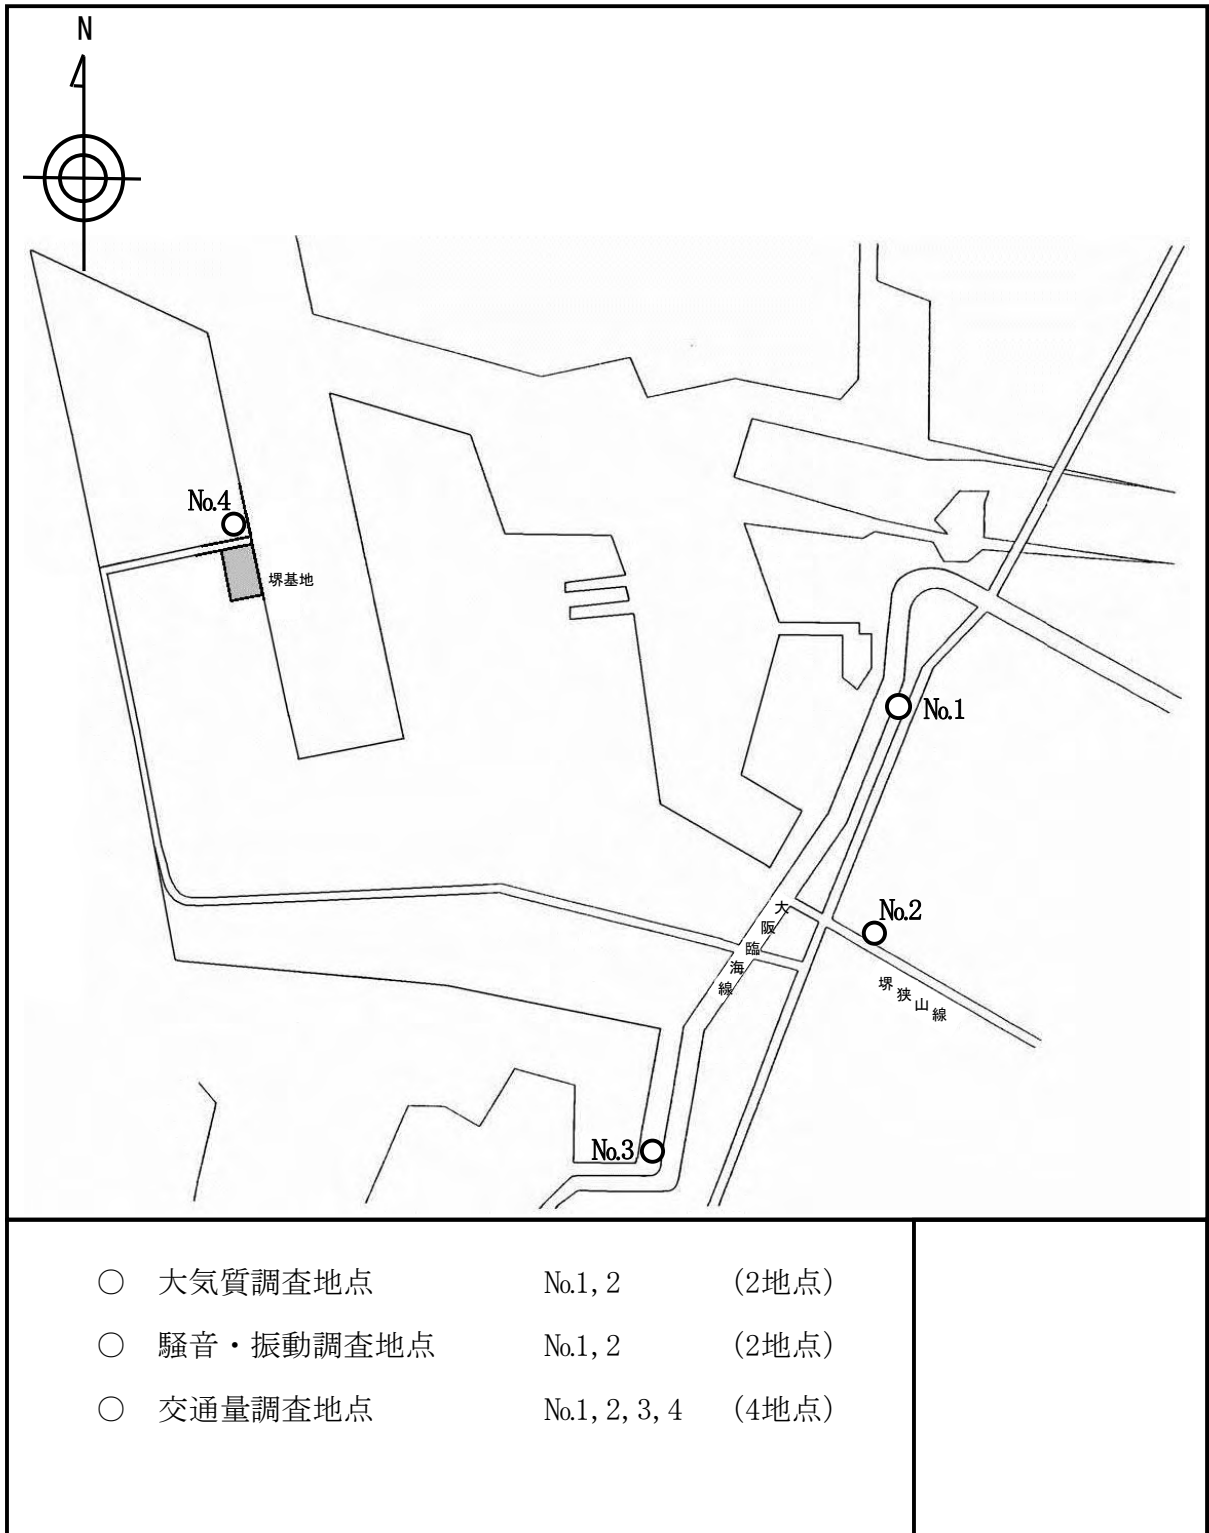 N
No.4
堺基地
No.1
No.2
大阪臨海線
堺狭山線
No.3
○ 大気質調査地点 No.1, 2 (2地点)
○ 騒音・振動調査地点 No.1, 2 (2地点)
○ 交通量調査地点 No.1, 2, 3, 4 (4地点)